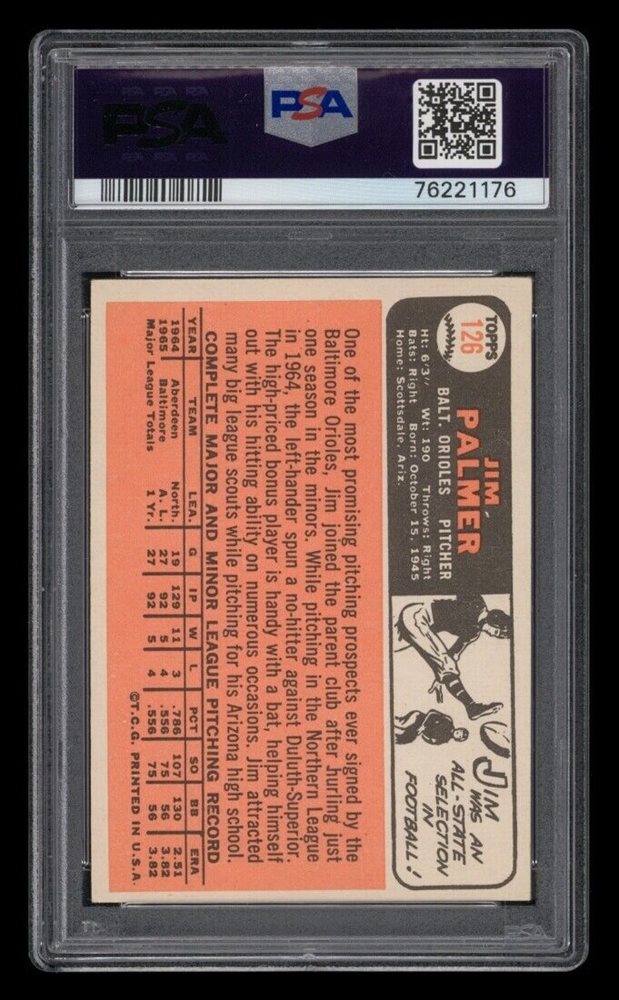 PSA
PSA
76221176
TOPPS
126
JIM
PALMER
BALT. ORIOLES PITCHER
Ht: 6'3" Wt: 190 Throws: Right
Bats: Right Born: October 15, 1945
Home: Scottsdale, Ariz.
JIM
WAS AN
ALL-STATE
SELECTION
IN
FOOTBALL!
One of the most promising pitching prospects ever signed by the
Baltimore Orioles, Jim joined the parent club after hurling just
one season in the minors. While pitching in the Northern League
in 1964, the left-hander spun a no-hitter against Duluth-Superior.
The high-priced bonus player is handy with a bat, helping himself
out with his hitting ability on numerous occasions. Jim attracted
many big league scouts while pitching for his Arizona high school.
COMPLETE MAJOR AND MINOR LEAGUE PITCHING RECORD
YEAR TEAM LEA. G IP W L PCT SO BB ERA
1964 Aberdeen North. 19 129 11 3 .786 107 130 2.51
1965 Baltimore A. L. 27 92 5 4 .556 75 56 3.82
Major League Totals 1 Yr. 27 92 5 4 .556 75 56 3.82
©T.C.G. PRINTED IN U.S.A.
PSA